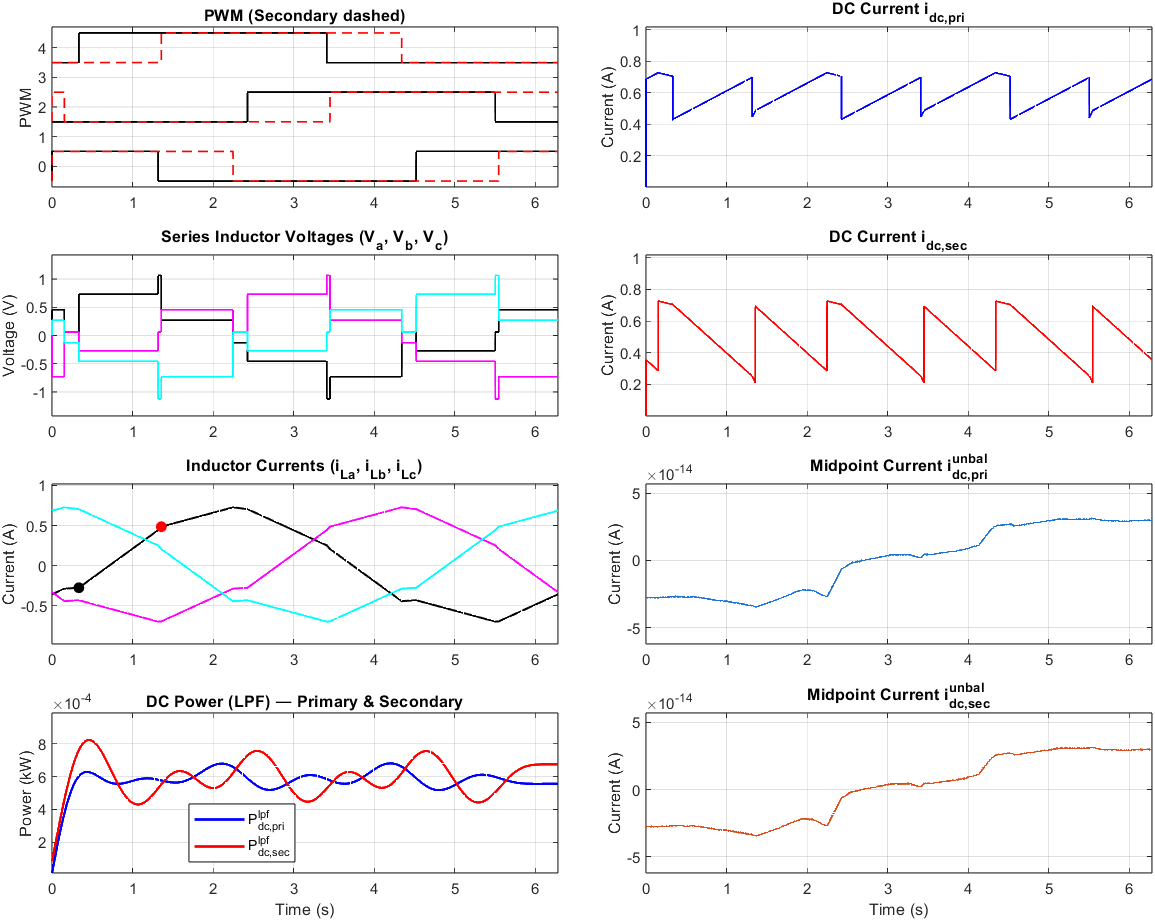 PWM (Secondary dashed)
4
3
2
1
0
PWM
0 1 2 3 4 5 6
DC Current i_dc,pri
1
0.8
0.6
0.4
0.2
Current (A)
0 1 2 3 4 5 6
Series Inductor Voltages (V_a, V_b, V_c)
1
0.5
0
-0.5
-1
Voltage (V)
0 1 2 3 4 5 6
DC Current i_dc,sec
1
0.8
0.6
0.4
0.2
Current (A)
0 1 2 3 4 5 6
Inductor Currents (i_La, i_Lb, i_Lc)
1
0.5
0
-0.5
Current (A)
0 1 2 3 4 5 6
Midpoint Current i_dc,pri^unbal
×10^-14
5
0
-5
Current (A)
0 1 2 3 4 5 6
DC Power (LPF) — Primary & Secondary
×10^-4
8
6
4
2
Power (kW)
P_dc,pri^lpf
P_dc,sec^lpf
0 1 2 3 4 5 6
Time (s)
Midpoint Current i_dc,sec^unbal
×10^-14
5
0
-5
Current (A)
0 1 2 3 4 5 6
Time (s)